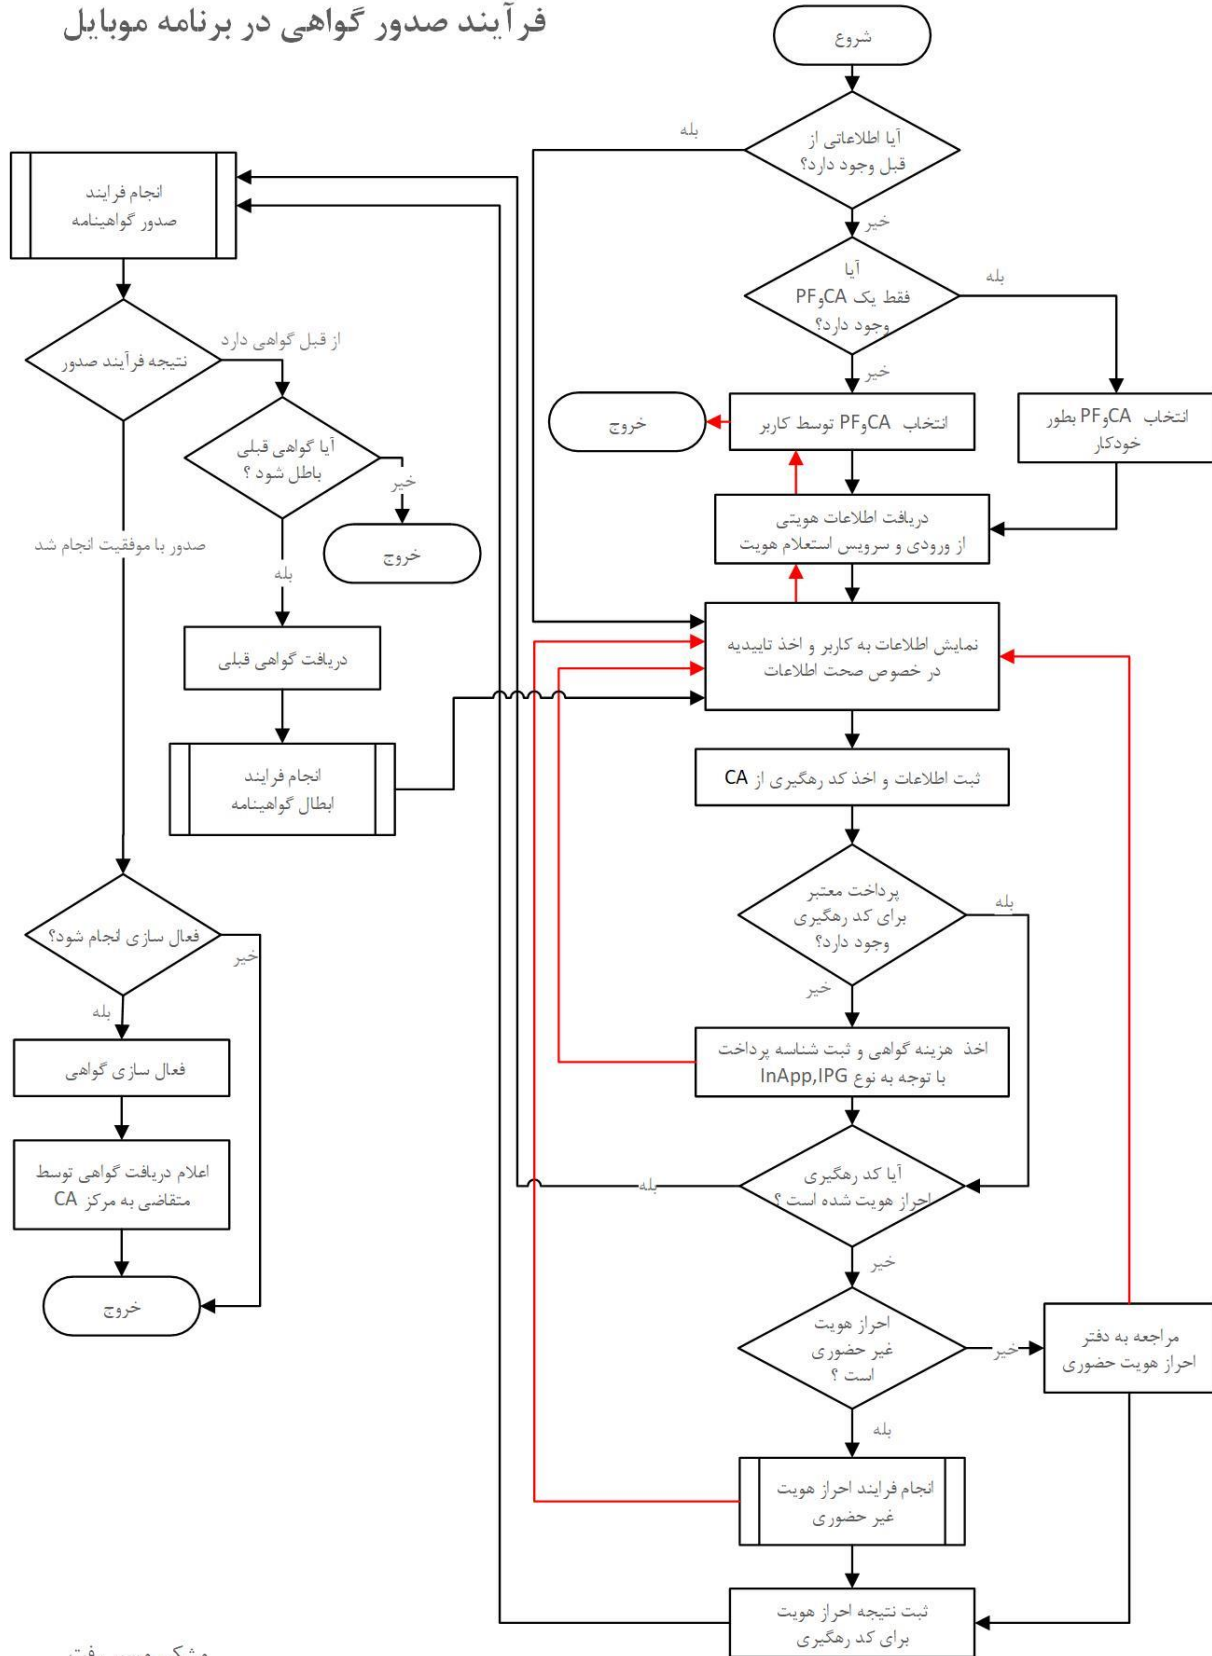 فرآیند صدور گواهی در برنامه موبایل
شروع
آیا اطلاعاتی از
قبل وجود دارد؟
بله
خیر
آیا
فقط یک CAوPF
وجود دارد؟
بله
خیر
انتخاب CAوPF بطور
خودکار
انتخاب CAوPF توسط کاربر
خروج
دریافت اطلاعات هویتی
از ورودی و سرویس استعلام هویت
نمایش اطلاعات به کاربر و اخذ تاییدیه
در خصوص صحت اطلاعات
ثبت اطلاعات و اخذ کد رهگیری از CA
پرداخت معتبر
برای کد رهگیری
وجود دارد؟
بله
خیر
اخذ هزینه گواهی و ثبت شناسه پرداخت
با توجه به نوع InApp,IPG
آیا کد رهگیری
احراز هویت شده است ؟
بله
خیر
احراز هویت
غیر حضوری
است ؟
خیر
مراجعه به دفتر
احراز هویت حضوری
بله
انجام فرایند احراز هویت
غیر حضوری
ثبت نتیجه احراز هویت
برای کد رهگیری
انجام فرایند
صدور گواهینامه
نتیجه فرآیند صدور
از قبل گواهی دارد
آیا گواهی قبلی
باطل شود ؟
خیر
خروج
بله
دریافت گواهی قبلی
انجام فرایند
ابطال گواهینامه
صدور با موفقیت انجام شد
فعال سازی انجام شود؟
خیر
بله
فعال سازی گواهی
اعلام دریافت گواهی توسط
متقاضی به مرکز CA
خروج